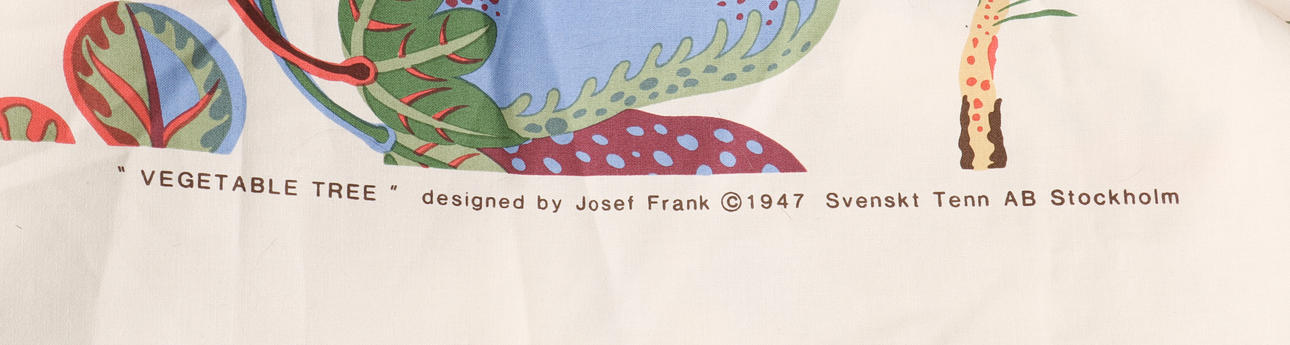 " VEGETABLE TREE " designed by Josef Frank ©1947 Svenskt Tenn AB Stockholm